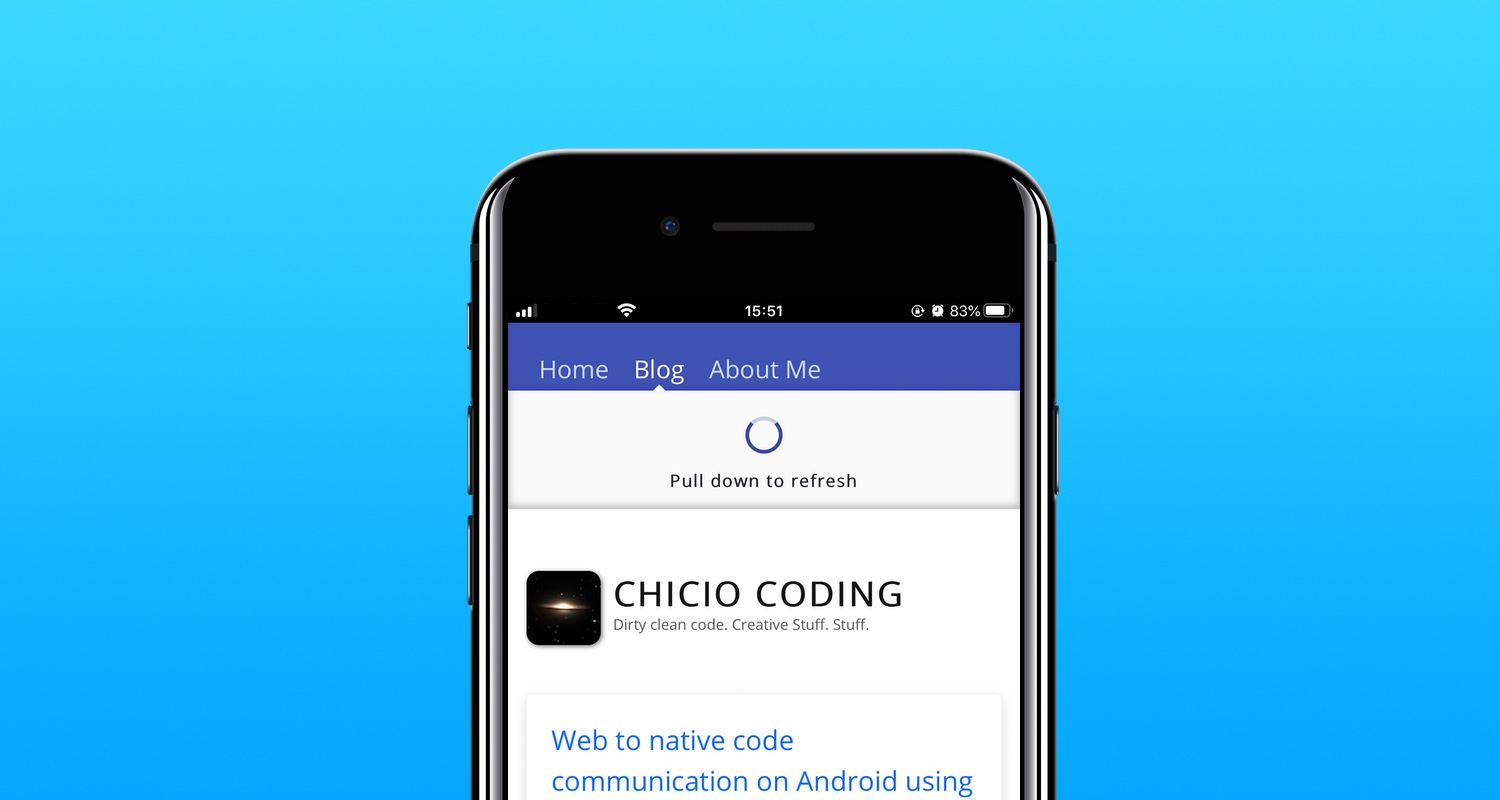 15:51 83%
Home Blog About Me
Pull down to refresh
CHICIO CODING
Dirty clean code. Creative Stuff. Stuff.
Web to native code
communication on Android using